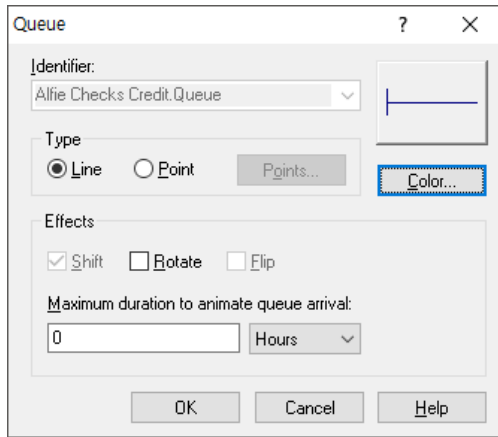 Queue
Identifier:
Alfie Checks Credit.Queue
Type
Line Point Points...
Color...
Effects
Shift Rotate Flip
Maximum duration to animate queue arrival:
0 Hours
OK Cancel Help